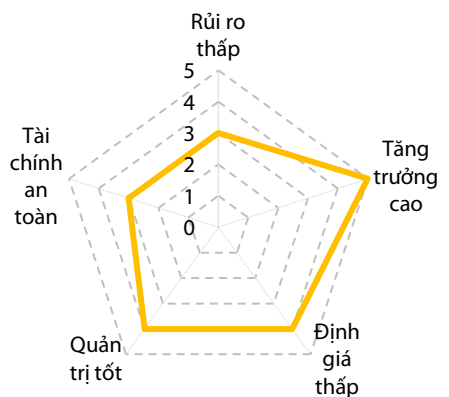 Rủi ro
thấp
5
4
3
2
1
0
Tăng
trưởng
cao
Định
giá
thấp
Quản
trị tốt
Tài
chính
an
toàn